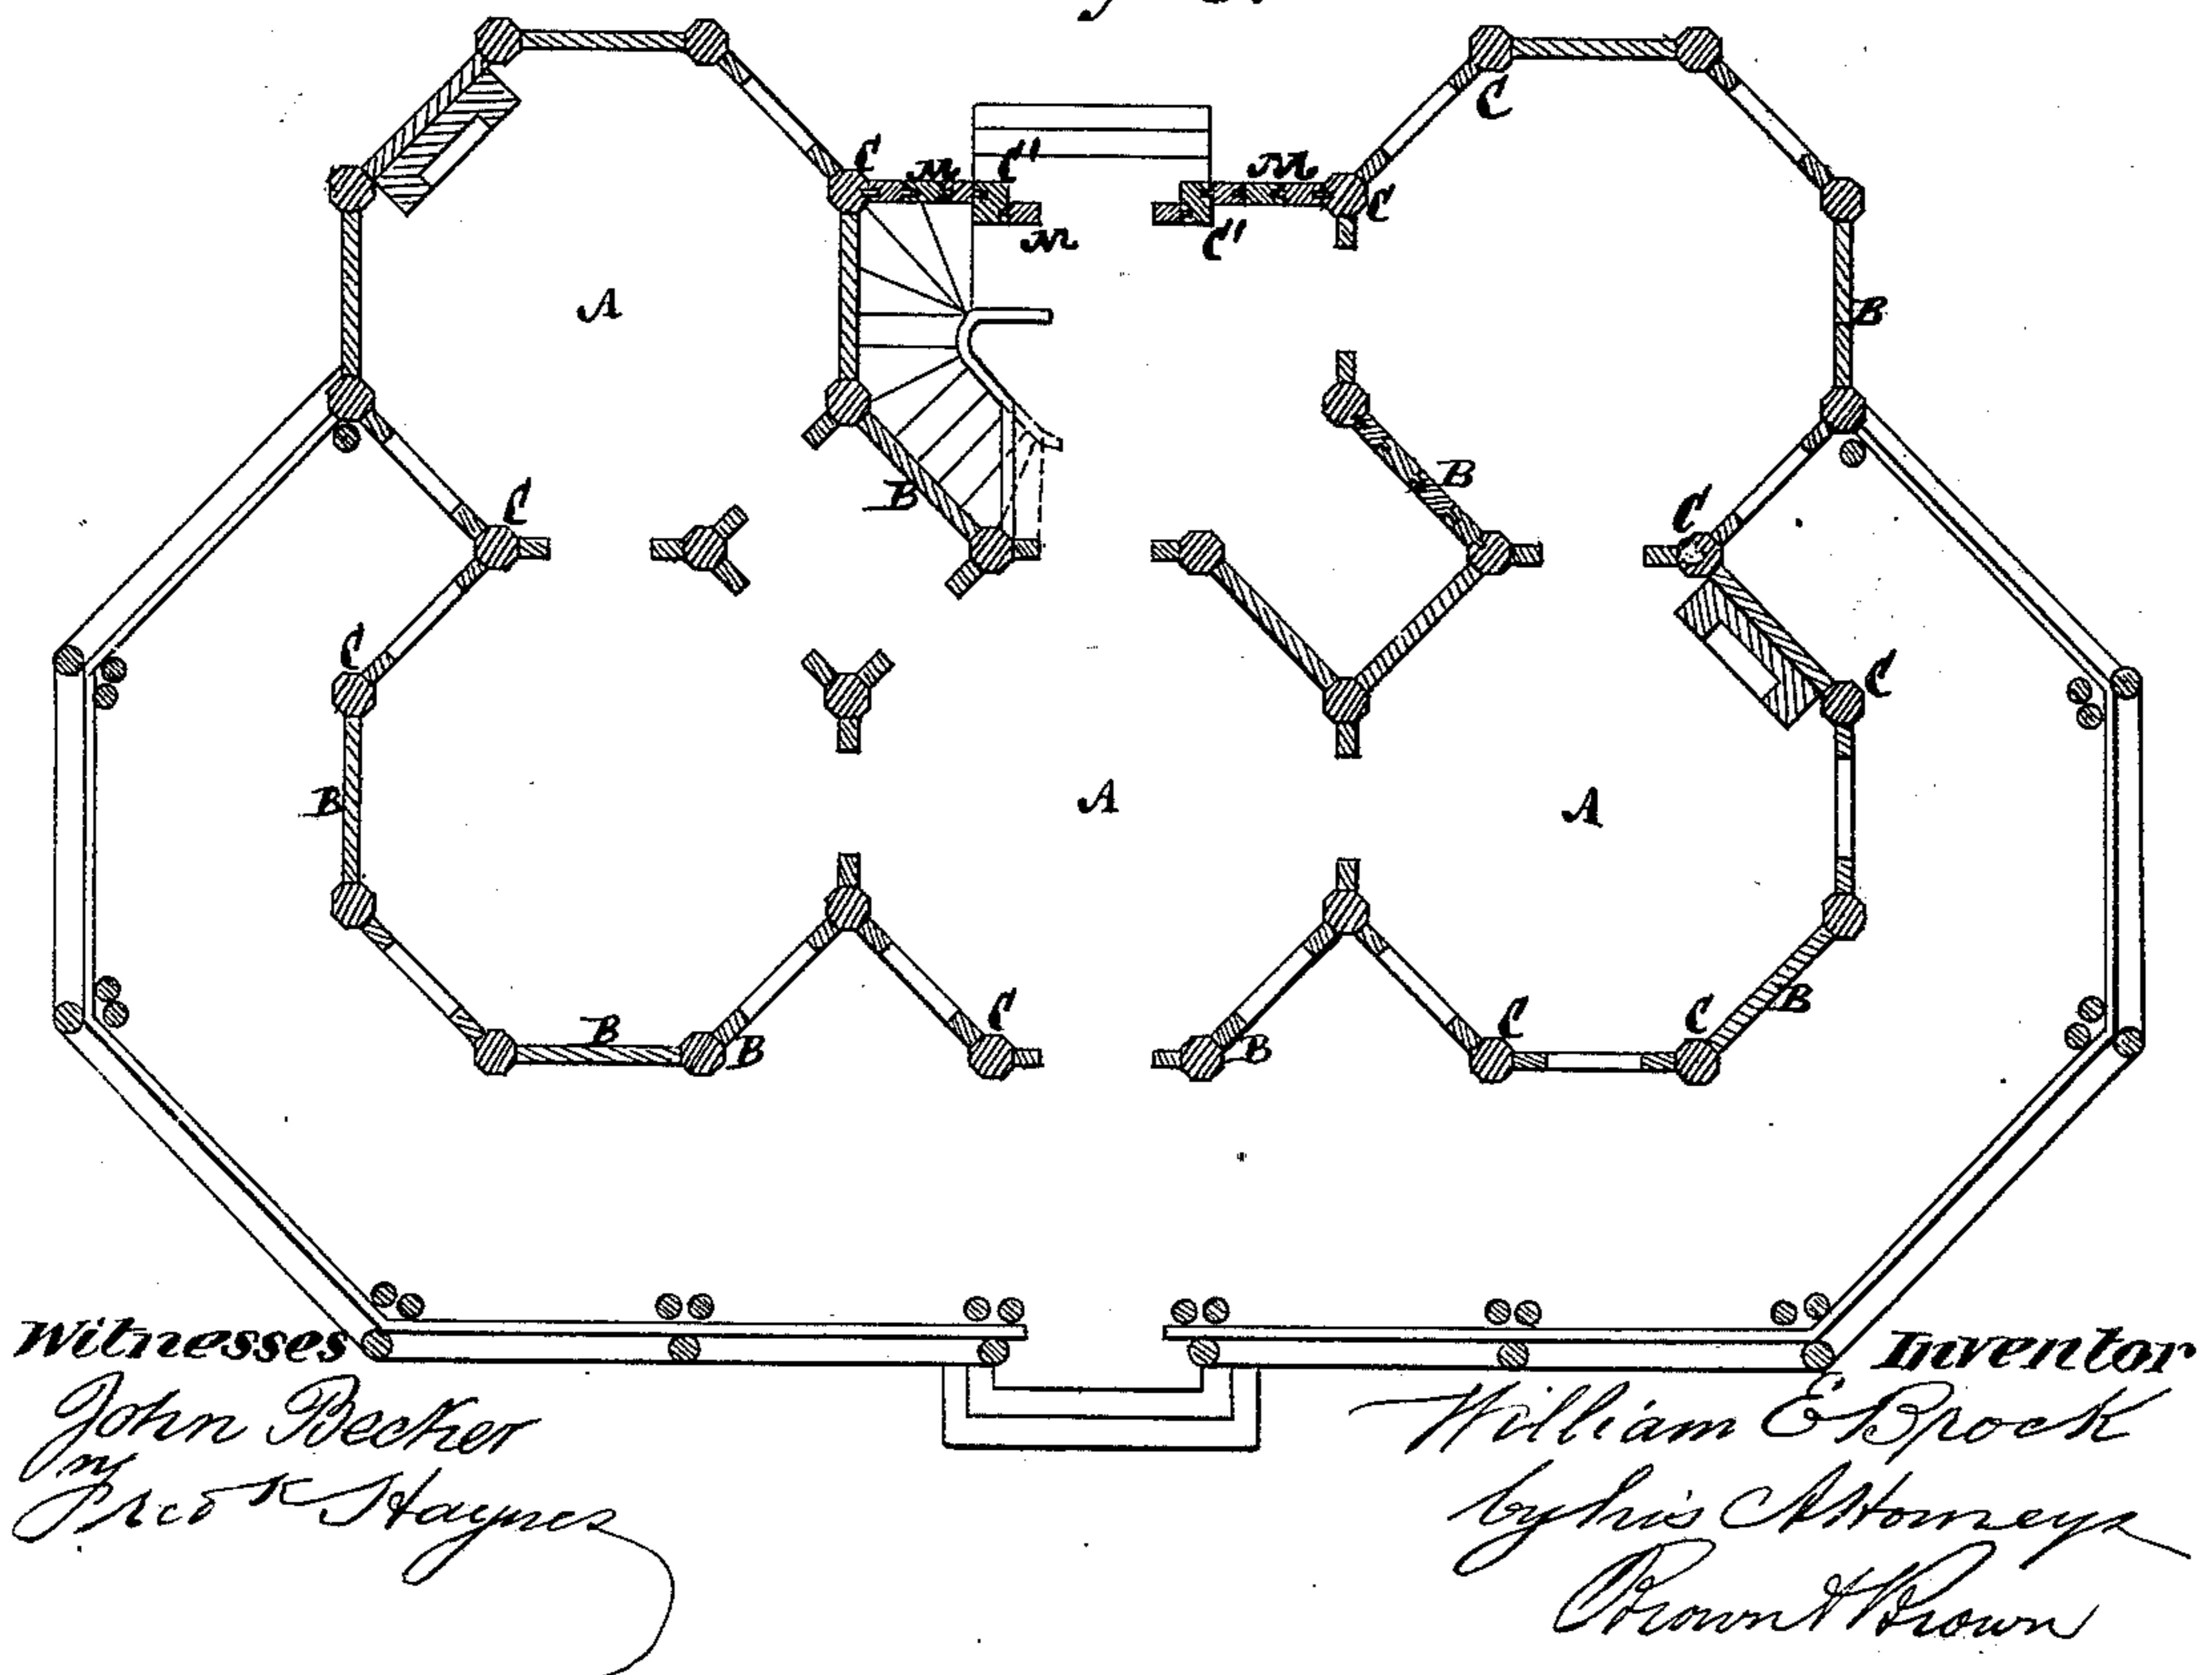 C
C
M
C'
M
C
M
C'
A
B
C
B
B
C
C
C
B
A
A
C
B
B
B
C
B
C
C
B
Witnesses
John Becker
Fred Haynes
Inventor
William E Brock
by his Attorneys
Brown & Brown